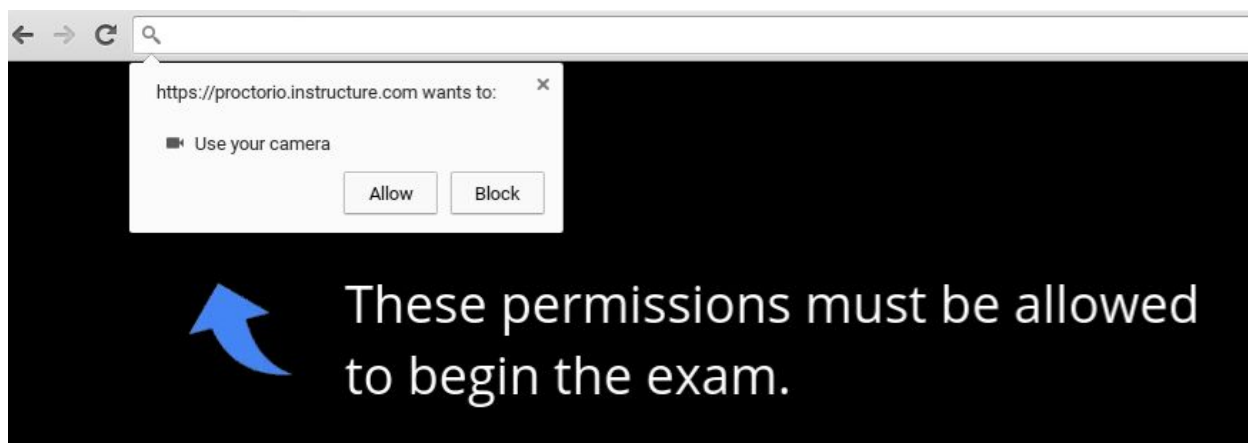 https://proctorio.instructure.com wants to:
Use your camera
Allow Block
These permissions must be allowed
to begin the exam.